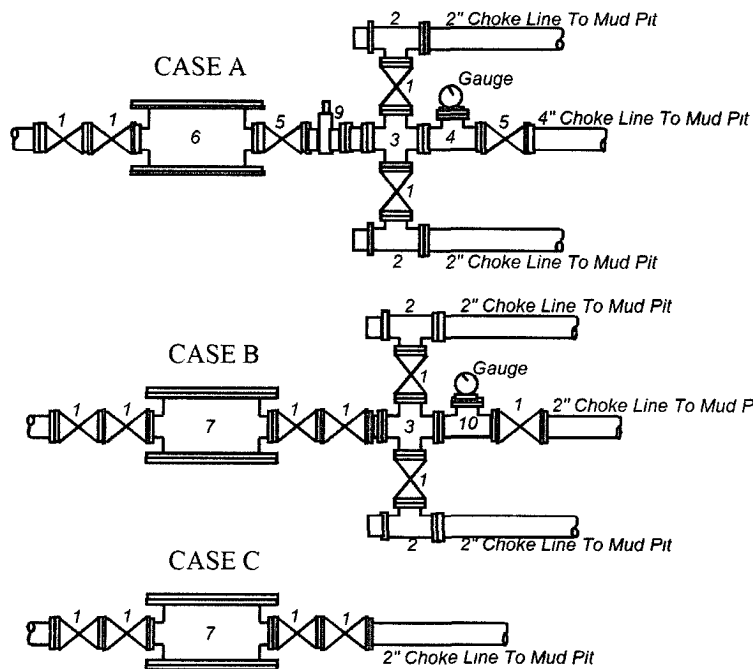 2
2" Choke Line To Mud Pit
CASE A
Gauge
1
1 1 5 9
4" Choke Line To Mud Pit
6 3 4 5
1
2
2" Choke Line To Mud Pit
2
2" Choke Line To Mud Pit
CASE B
Gauge
1
1 1 1 1 1
2" Choke Line To Mud P
7 3 10
1
2
2" Choke Line To Mud Pit
CASE C
1 1 1 1
7
2" Choke Line To Mud Pit